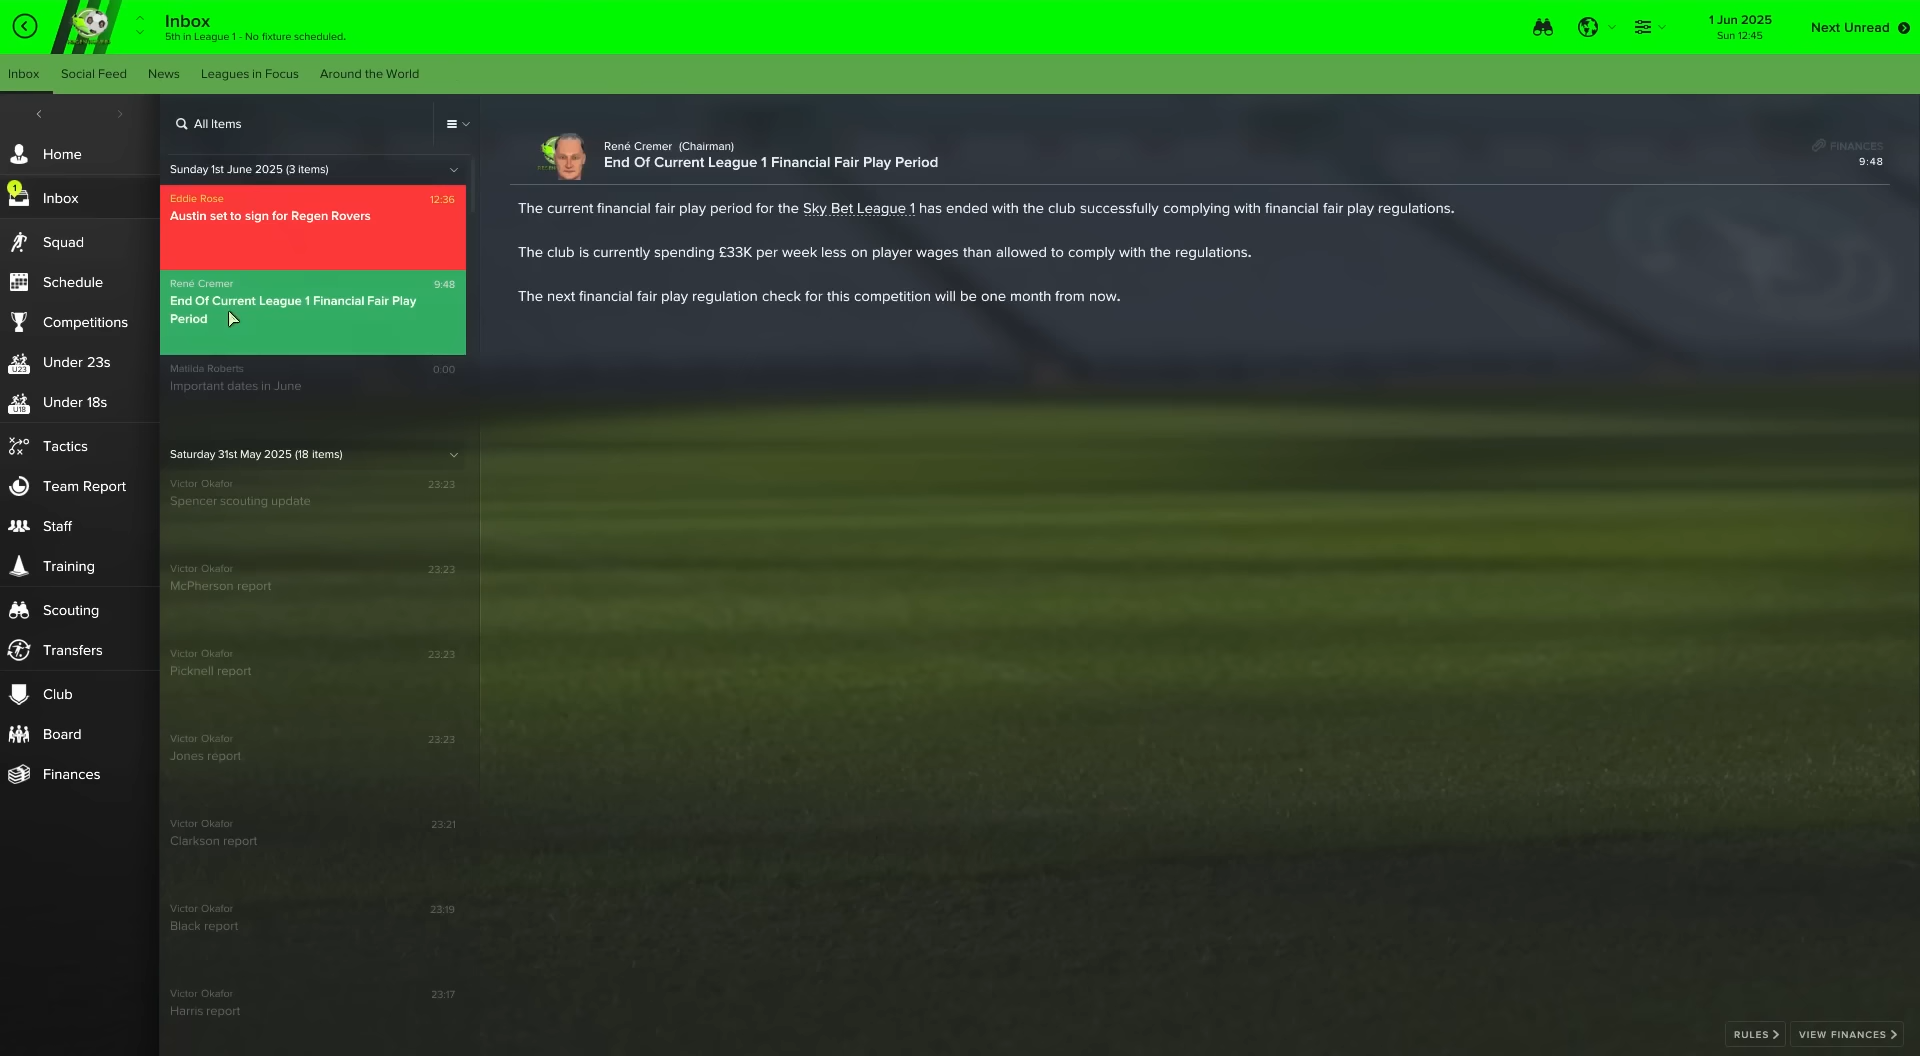 Inbox
5th in League 1 - No fixture scheduled.
1 Jun 2025
Sun 12:45
Next Unread
Inbox
Social Feed
News
Leagues in Focus
Around the World
Home
1
Inbox
Squad
Schedule
Competitions
U23
Under 23s
U18
Under 18s
Tactics
Team Report
Staff
Training
Scouting
Transfers
Club
Board
Finances
All Items
Sunday 1st June 2025 (3 items)
Eddie Rose 12:36
Austin set to sign for Regen Rovers
René Cremer 9:48
End Of Current League 1 Financial Fair Play
Period
Matilda Roberts 0:00
Important dates in June
Saturday 31st May 2025 (18 items)
Victor Okafor 23:23
Spencer scouting update
Victor Okafor 23:23
McPherson report
Victor Okafor 23:23
Picknell report
Victor Okafor 23:23
Jones report
Victor Okafor 23:21
Clarkson report
Victor Okafor 23:19
Black report
Victor Okafor 23:17
Harris report
René Cremer (Chairman)
End Of Current League 1 Financial Fair Play Period
FINANCES
9:48
The current financial fair play period for the Sky Bet League 1 has ended with the club successfully complying with financial fair play regulations.
The club is currently spending £33K per week less on player wages than allowed to comply with the regulations.
The next financial fair play regulation check for this competition will be one month from now.
RULES
VIEW FINANCES